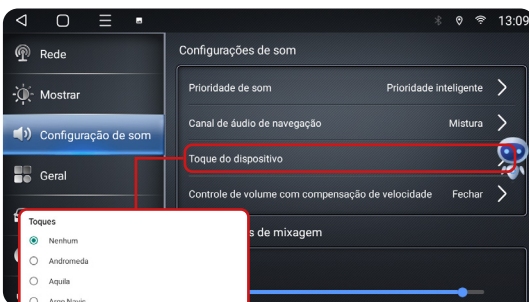 13:09
Rede
Mostrar
Configuração de som
Geral
Configurações de som
Prioridade de som Prioridade inteligente
Canal de áudio de navegação Mistura
Toque do dispositivo
Controle de volume com compensação de velocidade Fechar
s de mixagem
Toques
Nenhum
Andromeda
Aquila
Argo Navis